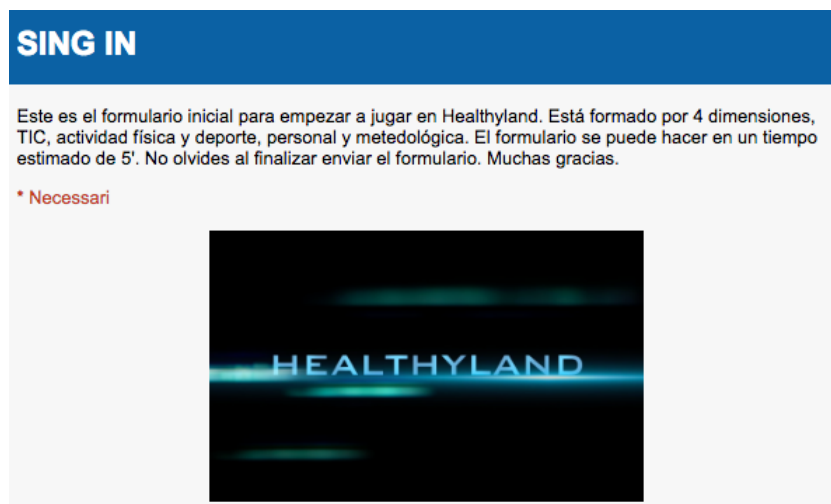 SING IN
Este es el formulario inicial para empezar a jugar en Healthyland. Está formado por 4 dimensiones,
TIC, actividad física y deporte, personal y metedológica. El formulario se puede hacer en un tiempo
estimado de 5'. No olvides al finalizar enviar el formulario. Muchas gracias.
* Necessari
HEALTHYLAND